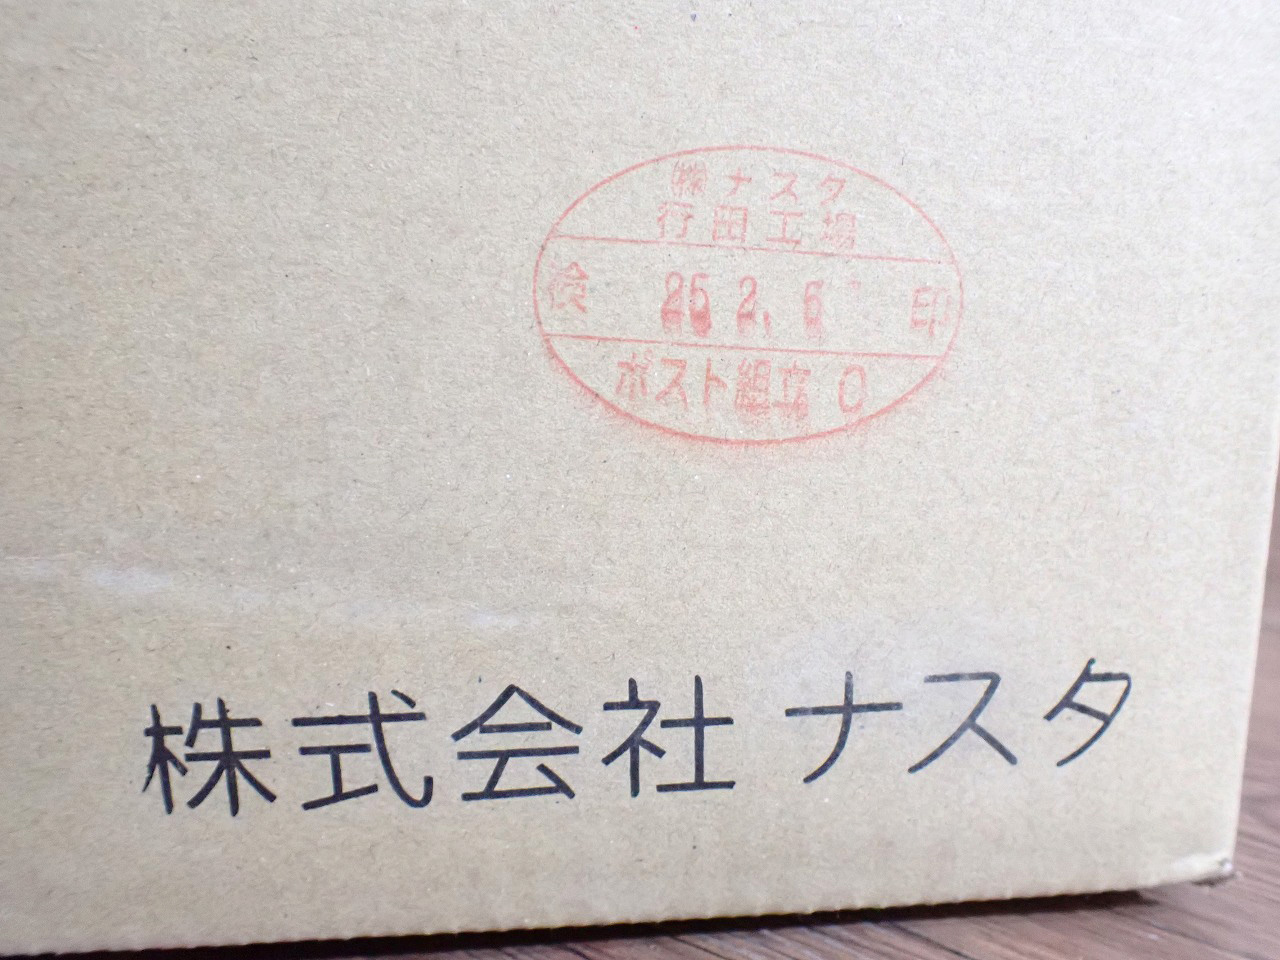 ㈱ナスタ
行田工場
検 25.2.6 印
ポスト組立 C
株式会社ナスタ